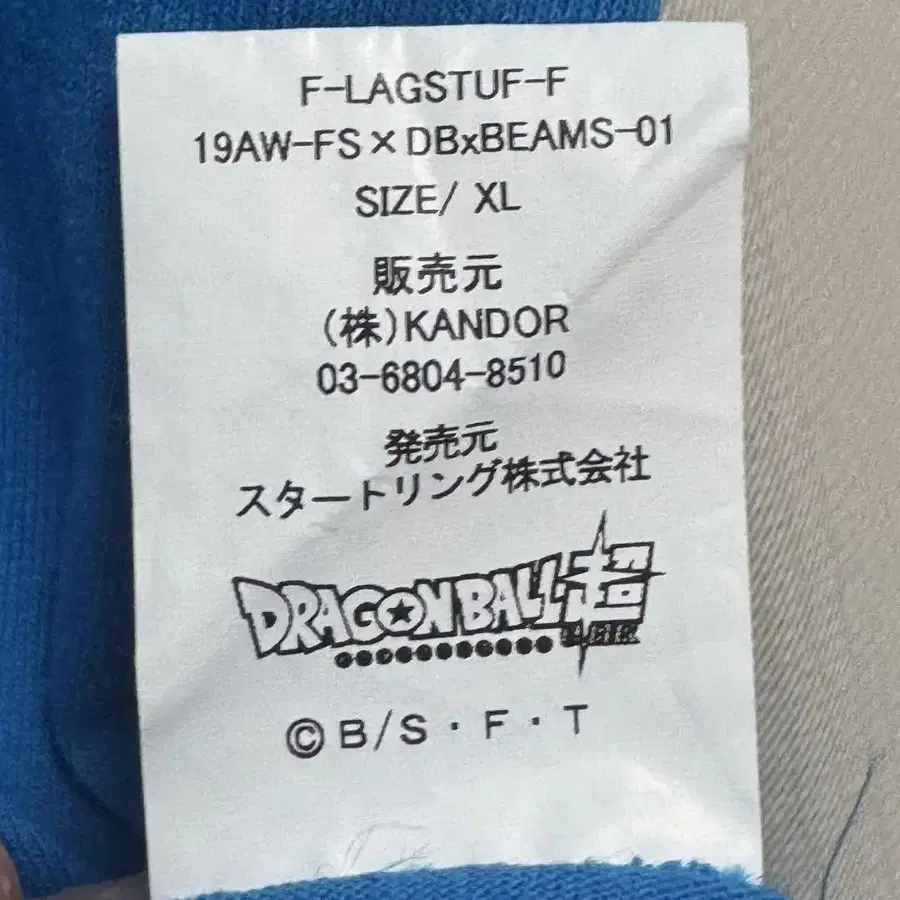 F-LAGSTUF-F
19AW-FS×DBxBEAMS-01
SIZE/ XL
販売元
(株)KANDOR
03-6804-8510
発売元
スタートリング株式会社
DRAGONBALL超
©B/S・F・T